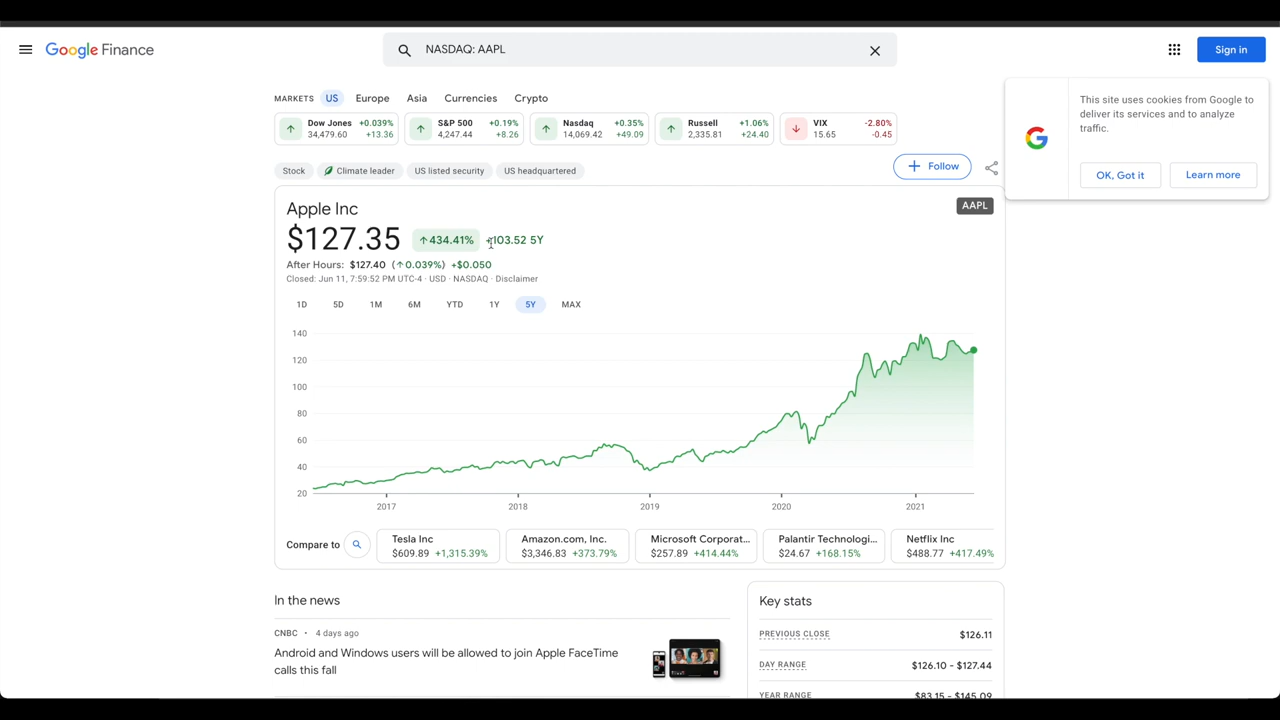 Google Finance
NASDAQ: AAPL
Sign in
This site uses cookies from Google to
deliver its services and to analyze
traffic.
OK, Got it
Learn more
MARKETS US Europe Asia Currencies Crypto
Dow Jones +0.039%
34,479.60 +13.36
S&P 500 +0.19%
4,247.44 +8.26
Nasdaq +0.35%
14,069.42 +49.09
Russell +1.06%
2,335.81 +24.40
VIX -2.80%
15.65 -0.45
Stock Climate leader US listed security US headquartered
Follow
Apple Inc
AAPL
$127.35 ↑434.41% +103.52 5Y
After Hours: $127.40 (↑0.039%) +$0.050
Closed: Jun 11, 7:59:52 PM UTC-4 · USD · NASDAQ · Disclaimer
1D 5D 1M 6M YTD 1Y 5Y MAX
140
120
100
80
60
40
20
2017 2018 2019 2020 2021
Compare to
Tesla Inc
$609.89 +1,315.39%
Amazon.com, Inc.
$3,346.83 +373.79%
Microsoft Corporat...
$257.89 +414.44%
Palantir Technologi...
$24.67 +168.15%
Netflix Inc
$488.77 +417.49%
In the news
CNBC • 4 days ago
Android and Windows users will be allowed to join Apple FaceTime
calls this fall
Key stats
PREVIOUS CLOSE $126.11
DAY RANGE $126.10 - $127.44
YEAR RANGE $83.15 - $145.09